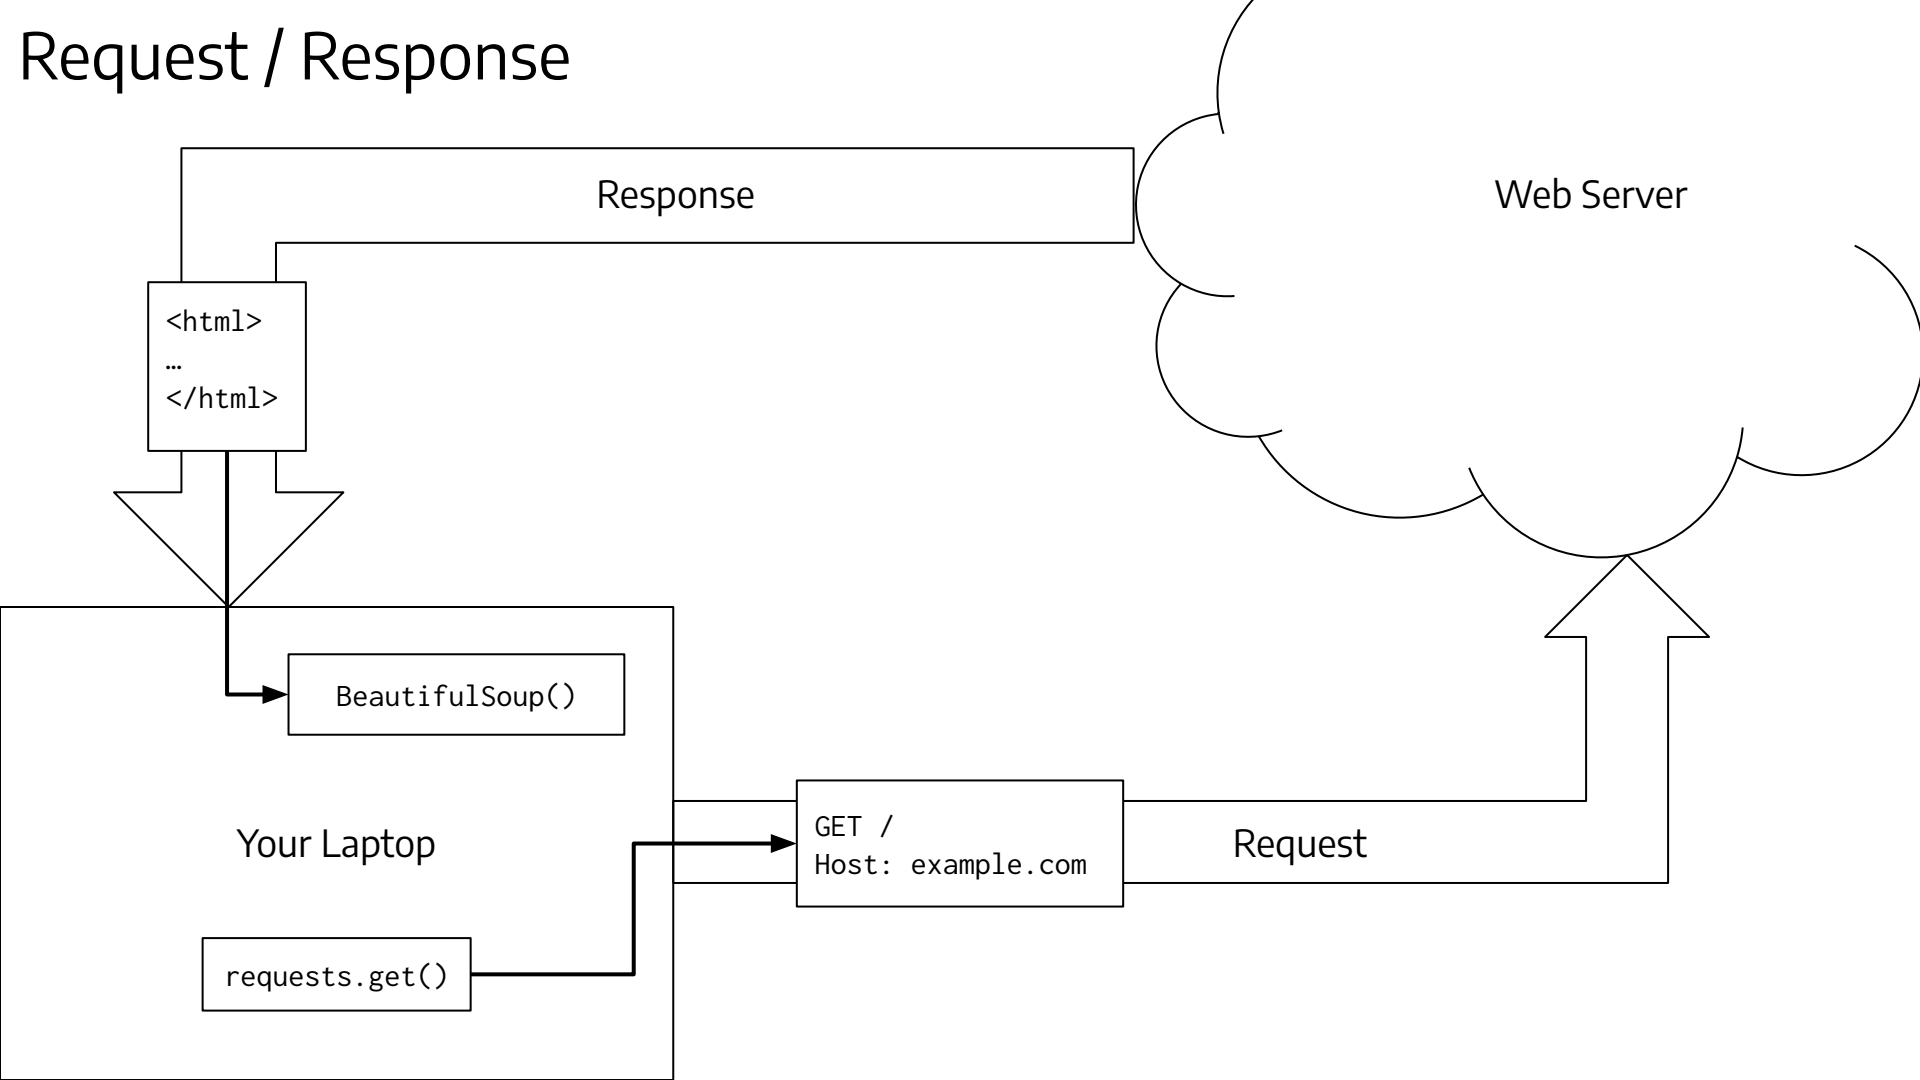 Request / Response
Response
Web Server
<html>
…
</html>
BeautifulSoup()
Your Laptop
GET /
Host: example.com
Request
requests.get()